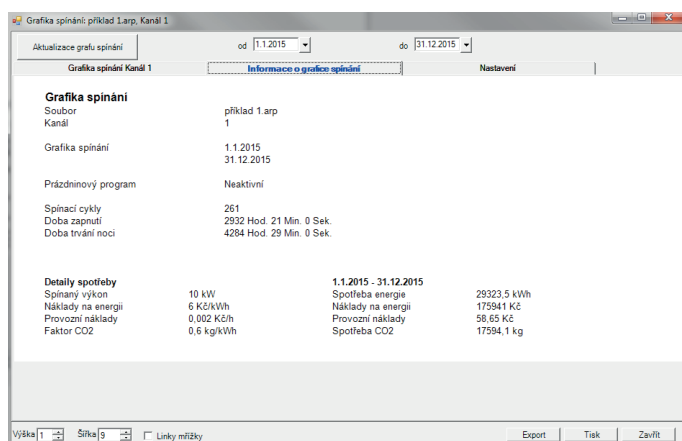 Grafika spínání: příklad 1.arp, Kanál 1
Aktualizace grafu spínání od 1.1.2015 do 31.12.2015
Grafika spínání Kanál 1 Informace o grafice spínání Nastavení
Grafika spínání
Soubor příklad 1.arp
Kanál 1
Grafika spínání 1.1.2015
31.12.2015
Prázdninový program Neaktivní
Spínací cykly 261
Doba zapnutí 2932 Hod. 21 Min. 0 Sek.
Doba trvání noci 4284 Hod. 29 Min. 0 Sek.
Detaily spotřeby 1.1.2015 - 31.12.2015
Spínaný výkon 10 kW Spotřeba energie 29323,5 kWh
Náklady na energii 6 Kč/kWh Náklady na energii 175941 Kč
Provozní náklady 0,002 Kč/h Provozní náklady 58,65 Kč
Faktor CO2 0,6 kg/kWh Spotřeba CO2 17594,1 kg
Výška 1 Šířka 9 Linky mřížky Export Tisk Zavřít